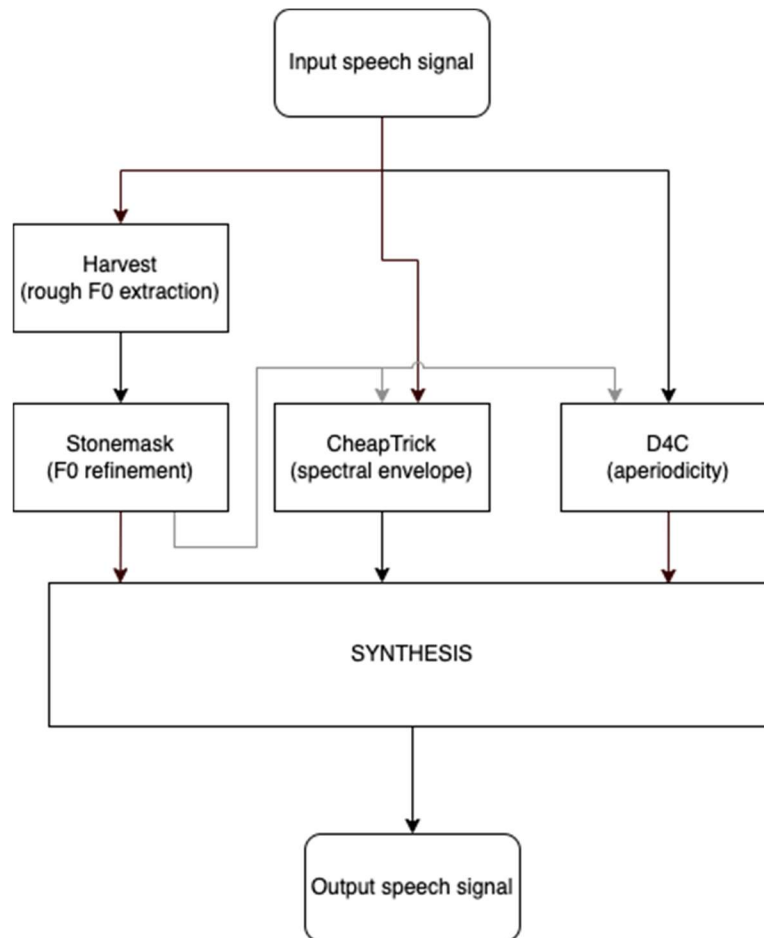 Input speech signal
Harvest
(rough F0 extraction)
Stonemask
(F0 refinement)
CheapTrick
(spectral envelope)
D4C
(aperiodicity)
SYNTHESIS
Output speech signal